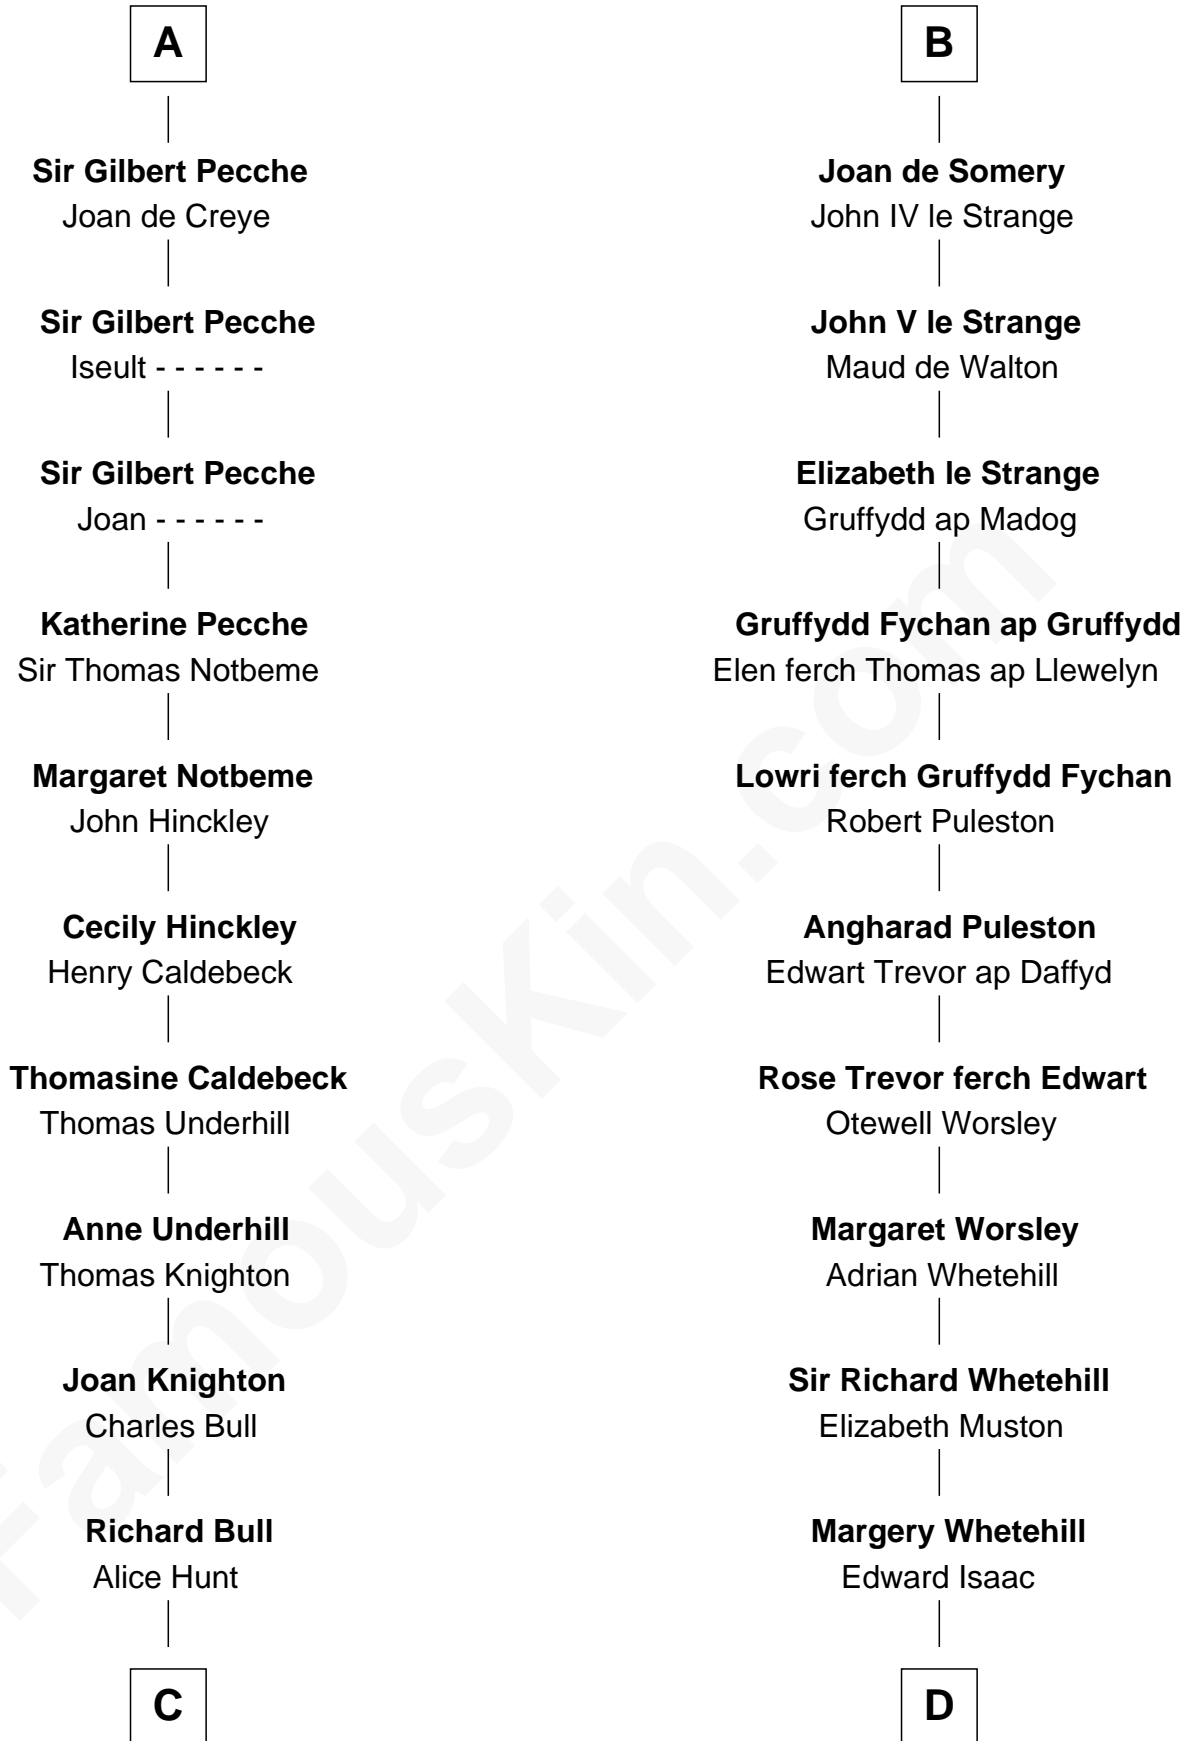 A
Sir Gilbert Pecche
Joan de Creye
Sir Gilbert Pecche
Iseult - - - - - -
Sir Gilbert Pecche
Joan - - - - - -
Katherine Pecche
Sir Thomas Notbeme
Margaret Notbeme
John Hinckley
Cecily Hinckley
Henry Caldebeck
Thomasine Caldebeck
Thomas Underhill
Anne Underhill
Thomas Knighton
Joan Knighton
Charles Bull
Richard Bull
Alice Hunt
C
B
Joan de Somery
John IV le Strange
John V le Strange
Maud de Walton
Elizabeth le Strange
Gruffydd ap Madog
Gruffydd Fychan ap Gruffydd
Elen ferch Thomas ap Llewelyn
Lowri ferch Gruffydd Fychan
Robert Puleston
Angharad Puleston
Edwart Trevor ap Daffyd
Rose Trevor ferch Edwart
Otewell Worsley
Margaret Worsley
Adrian Whetehill
Sir Richard Whetehill
Elizabeth Muston
Margery Whetehill
Edward Isaac
D
FamousKin.com